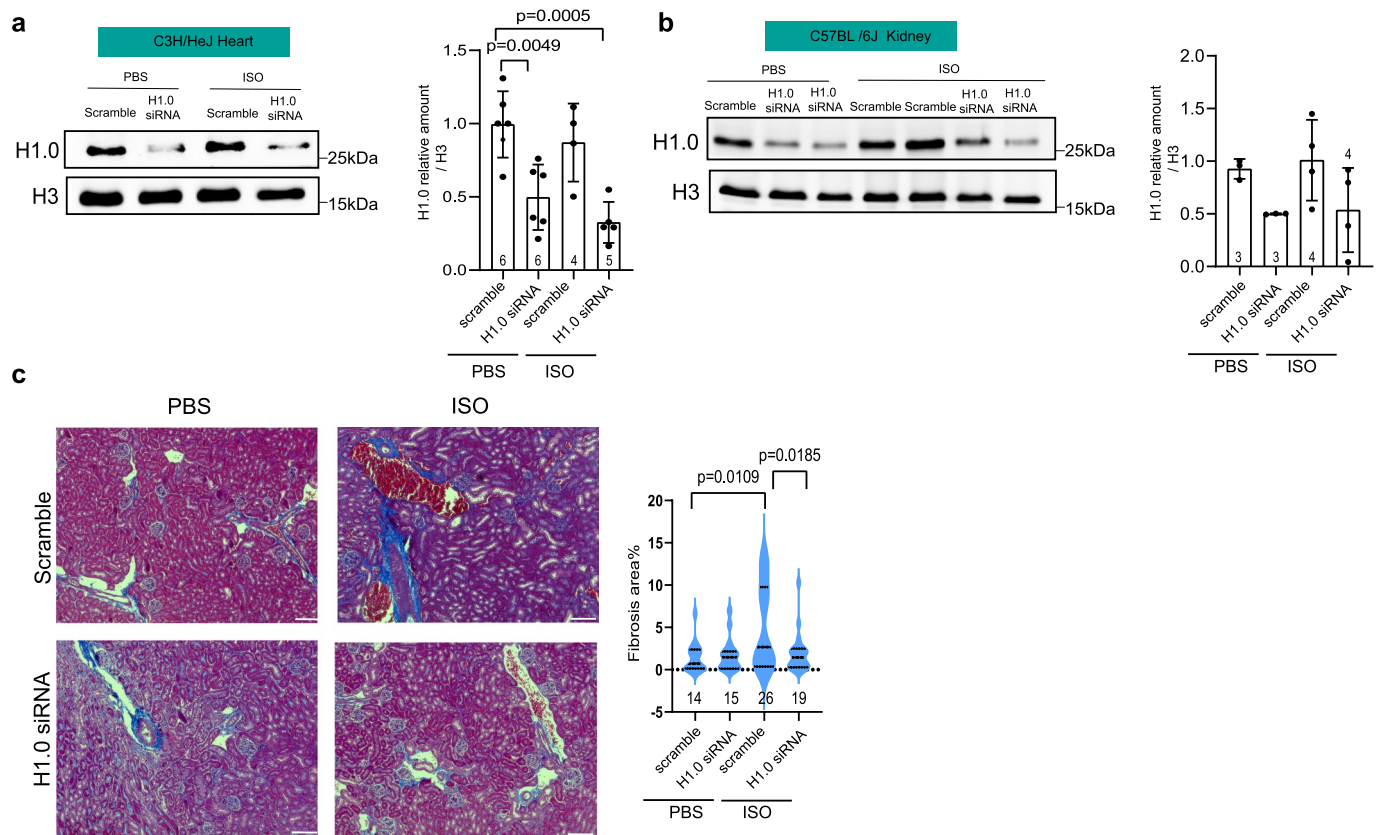 a
C3H/HeJ Heart
PBS
ISO
Scramble
H1.0
siRNA
Scramble
H1.0
siRNA
H1.0
25kDa
H3
15kDa
p=0.0005
p=0.0049
H1.0 relative amount
/ H3
1.5
1.0
0.5
0.0
6
6
4
5
scramble
H1.0 siRNA
scramble
H1.0 siRNA
PBS
ISO
b
C57BL /6J Kidney
PBS
ISO
Scramble
H1.0
siRNA
H1.0
siRNA
Scramble
Scramble
H1.0
siRNA
H1.0
siRNA
H1.0
25kDa
H3
15kDa
H1.0 relative amount
/ H3
2.0
1.5
1.0
0.5
0.0
3
3
4
4
scramble
H1.0 siRNA
scramble
H1.0 siRNA
PBS
ISO
c
PBS
ISO
Scramble
H1.0 siRNA
p=0.0185
p=0.0109
Fibrosis area%
20
15
10
5
0
-5
14
15
26
19
scramble
H1.0 siRNA
scramble
H1.0 siRNA
PBS
ISO